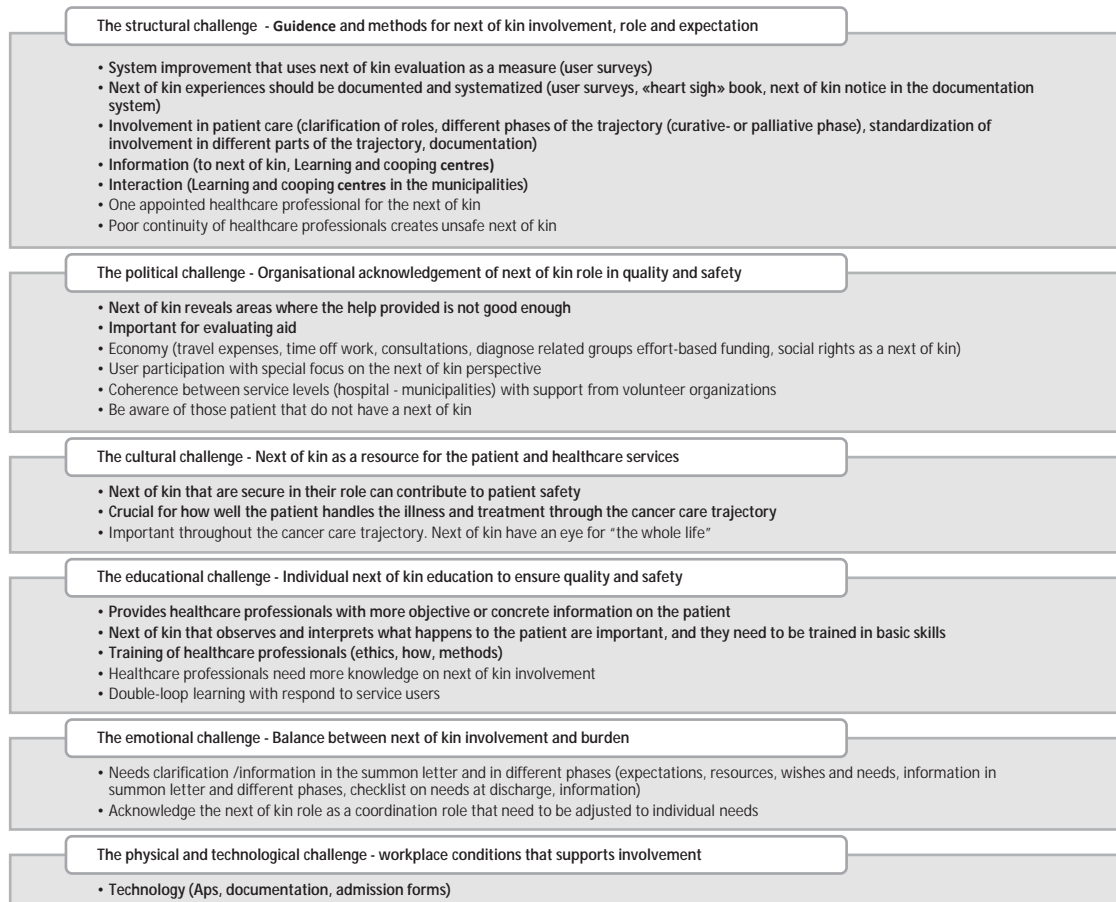 The structural challenge - Guidence and methods for next of kin involvement, role and expectation
• System improvement that uses next of kin evaluation as a measure (user surveys)
• Next of kin experiences should be documented and systematized (user surveys, «heart sigh» book, next of kin notice in the documentation
system)
• Involvement in patient care (clarification of roles, different phases of the trajectory (curative- or palliative phase), standardization of
involvement in different parts of the trajectory, documentation)
• Information (to next of kin, Learning and cooping centres)
• Interaction (Learning and cooping centres in the municipalities)
• One appointed healthcare professional for the next of kin
• Poor continuity of healthcare professionals creates unsafe next of kin
The political challenge - Organisational acknowledgement of next of kin role in quality and safety
• Next of kin reveals areas where the help provided is not good enough
• Important for evaluating aid
• Economy (travel expenses, time off work, consultations, diagnose related groups effort-based funding, social rights as a next of kin)
• User participation with special focus on the next of kin perspective
• Coherence between service levels (hospital - municipalities) with support from volunteer organizations
• Be aware of those patient that do not have a next of kin
The cultural challenge - Next of kin as a resource for the patient and healthcare services
• Next of kin that are secure in their role can contribute to patient safety
• Crucial for how well the patient handles the illness and treatment through the cancer care trajectory
• Important throughout the cancer care trajectory. Next of kin have an eye for "the whole life"
The educational challenge - Individual next of kin education to ensure quality and safety
• Provides healthcare professionals with more objective or concrete information on the patient
• Next of kin that observes and interprets what happens to the patient are important, and they need to be trained in basic skills
• Training of healthcare professionals (ethics, how, methods)
• Healthcare professionals need more knowledge on next of kin involvement
• Double-loop learning with respond to service users
The emotional challenge - Balance between next of kin involvement and burden
• Needs clarification /information in the summon letter and in different phases (expectations, resources, wishes and needs, information in
summon letter and different phases, checklist on needs at discharge, information)
• Acknowledge the next of kin role as a coordination role that need to be adjusted to individual needs
The physical and technological challenge - workplace conditions that supports involvement
• Technology (Aps, documentation, admission forms)